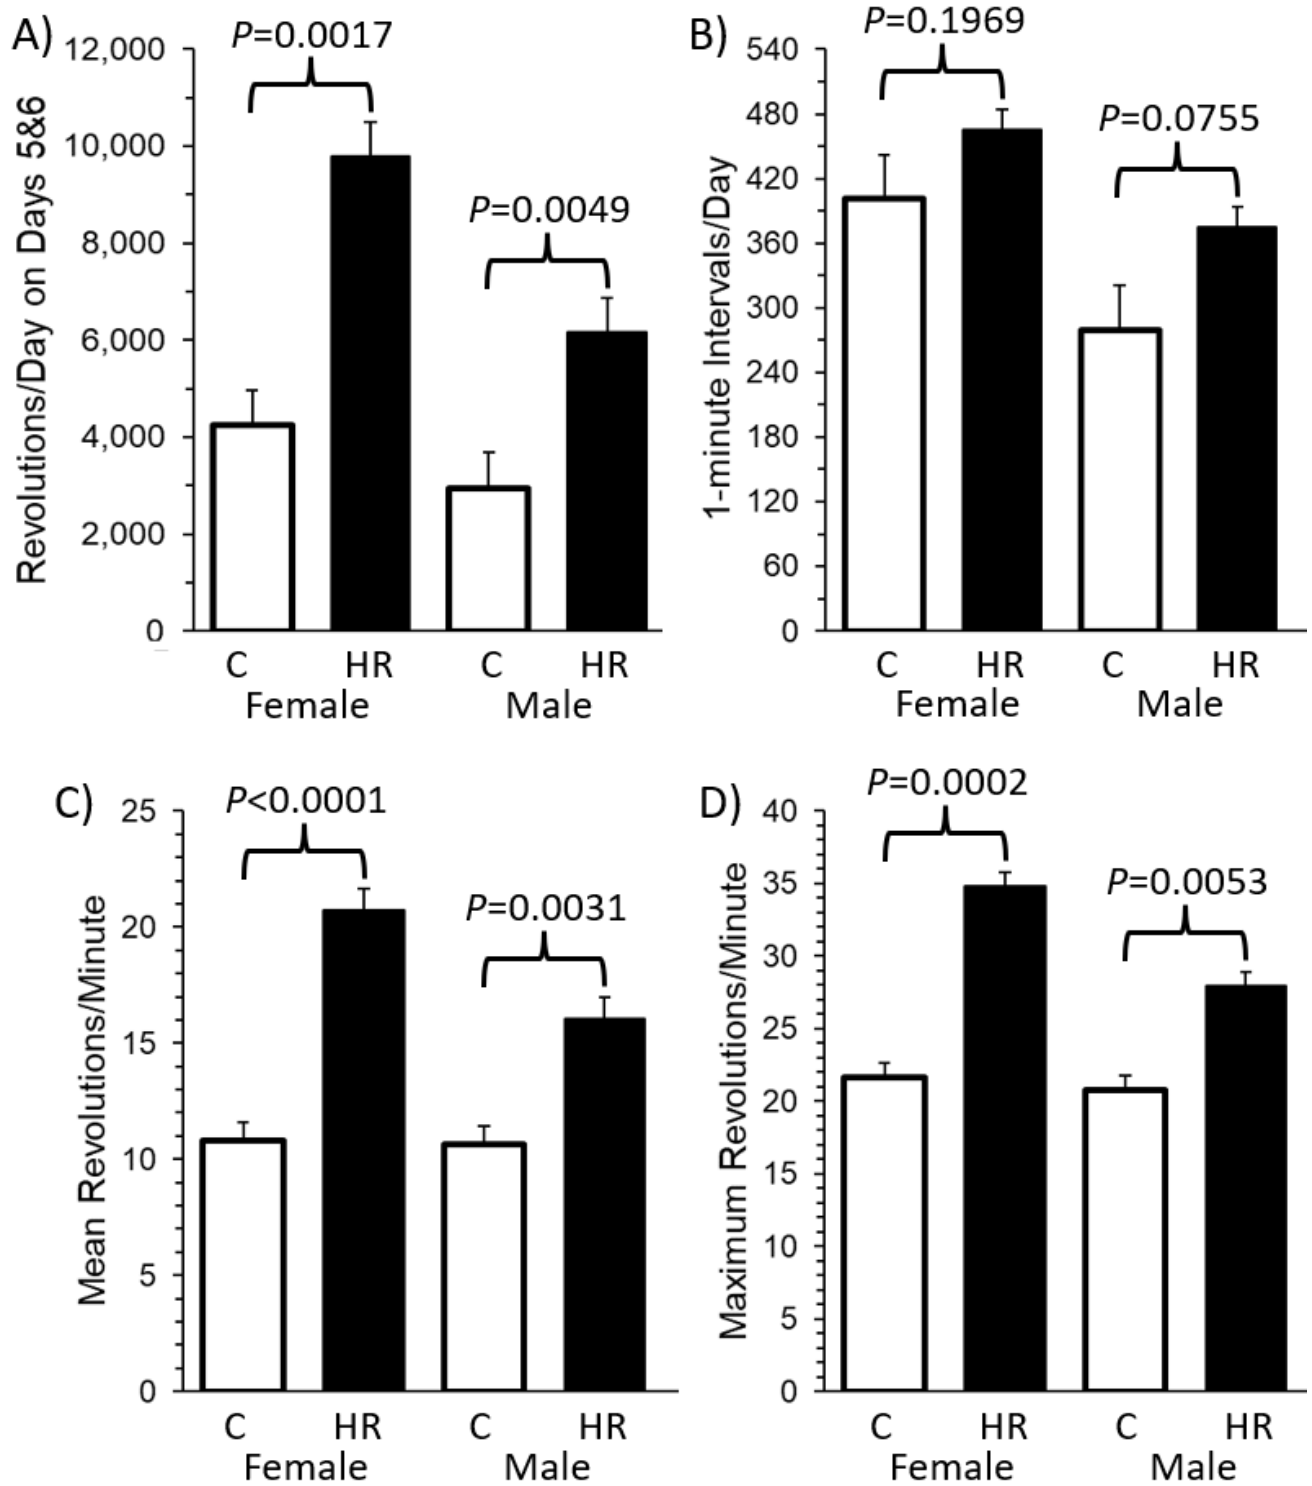 A)
P=0.0017
P=0.0049
Revolutions/Day on Days 5&6
12,000
10,000
8,000
6,000
4,000
2,000
0
C HR C HR
Female Male
B)
P=0.1969
P=0.0755
1-minute Intervals/Day
540
480
420
360
300
240
180
120
60
0
C HR C HR
Female Male
C)
P<0.0001
P=0.0031
Mean Revolutions/Minute
25
20
15
10
5
0
C HR C HR
Female Male
D)
P=0.0002
P=0.0053
Maximum Revolutions/Minute
40
35
30
25
20
15
10
5
0
C HR C HR
Female Male